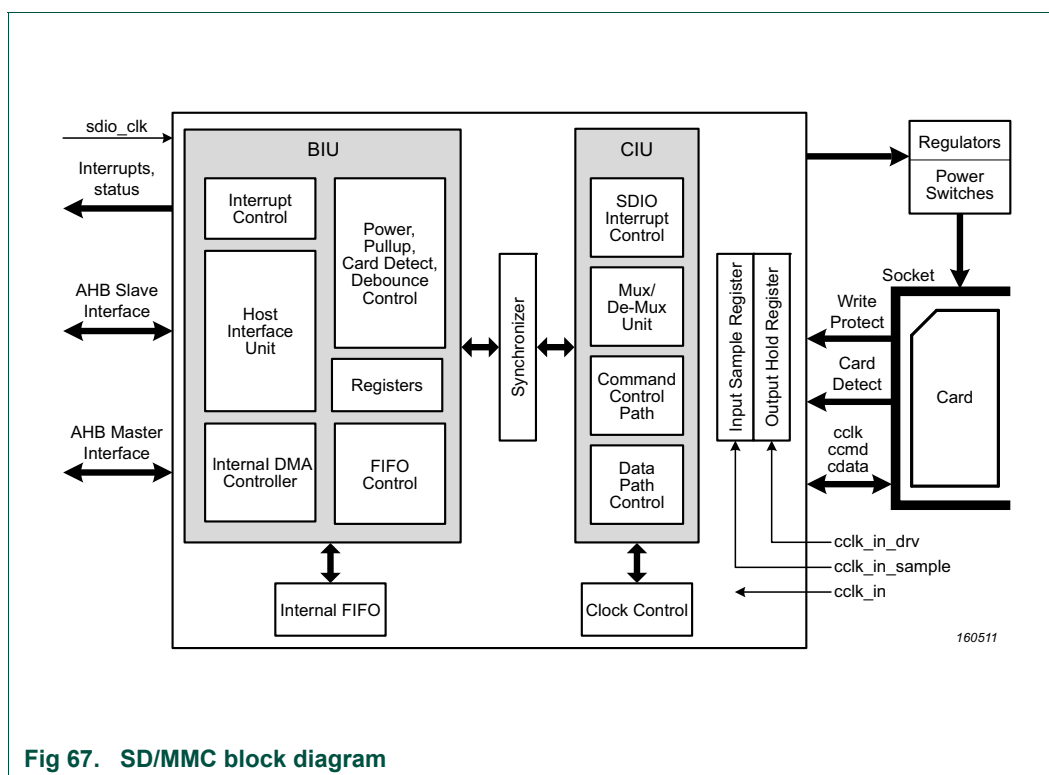 sdio_clk
Interrupts,
status
AHB Slave
Interface
AHB Master
Interface
BIU
Interrupt
Control
Power,
Pullup,
Card Detect,
Debounce
Control
Host
Interface
Unit
Registers
Internal DMA
Controller
FIFO
Control
Internal FIFO
Synchronizer
CIU
SDIO
Interrupt
Control
Mux/
De-Mux
Unit
Command
Control
Path
Data
Path
Control
Clock Control
Input Sample Register
Output Hold Register
Regulators
Power
Switches
Socket
Write
Protect
Card
Detect
cclk
ccmd
cdata
Card
cclk_in_drv
cclk_in_sample
cclk_in
160511
Fig 67. SD/MMC block diagram